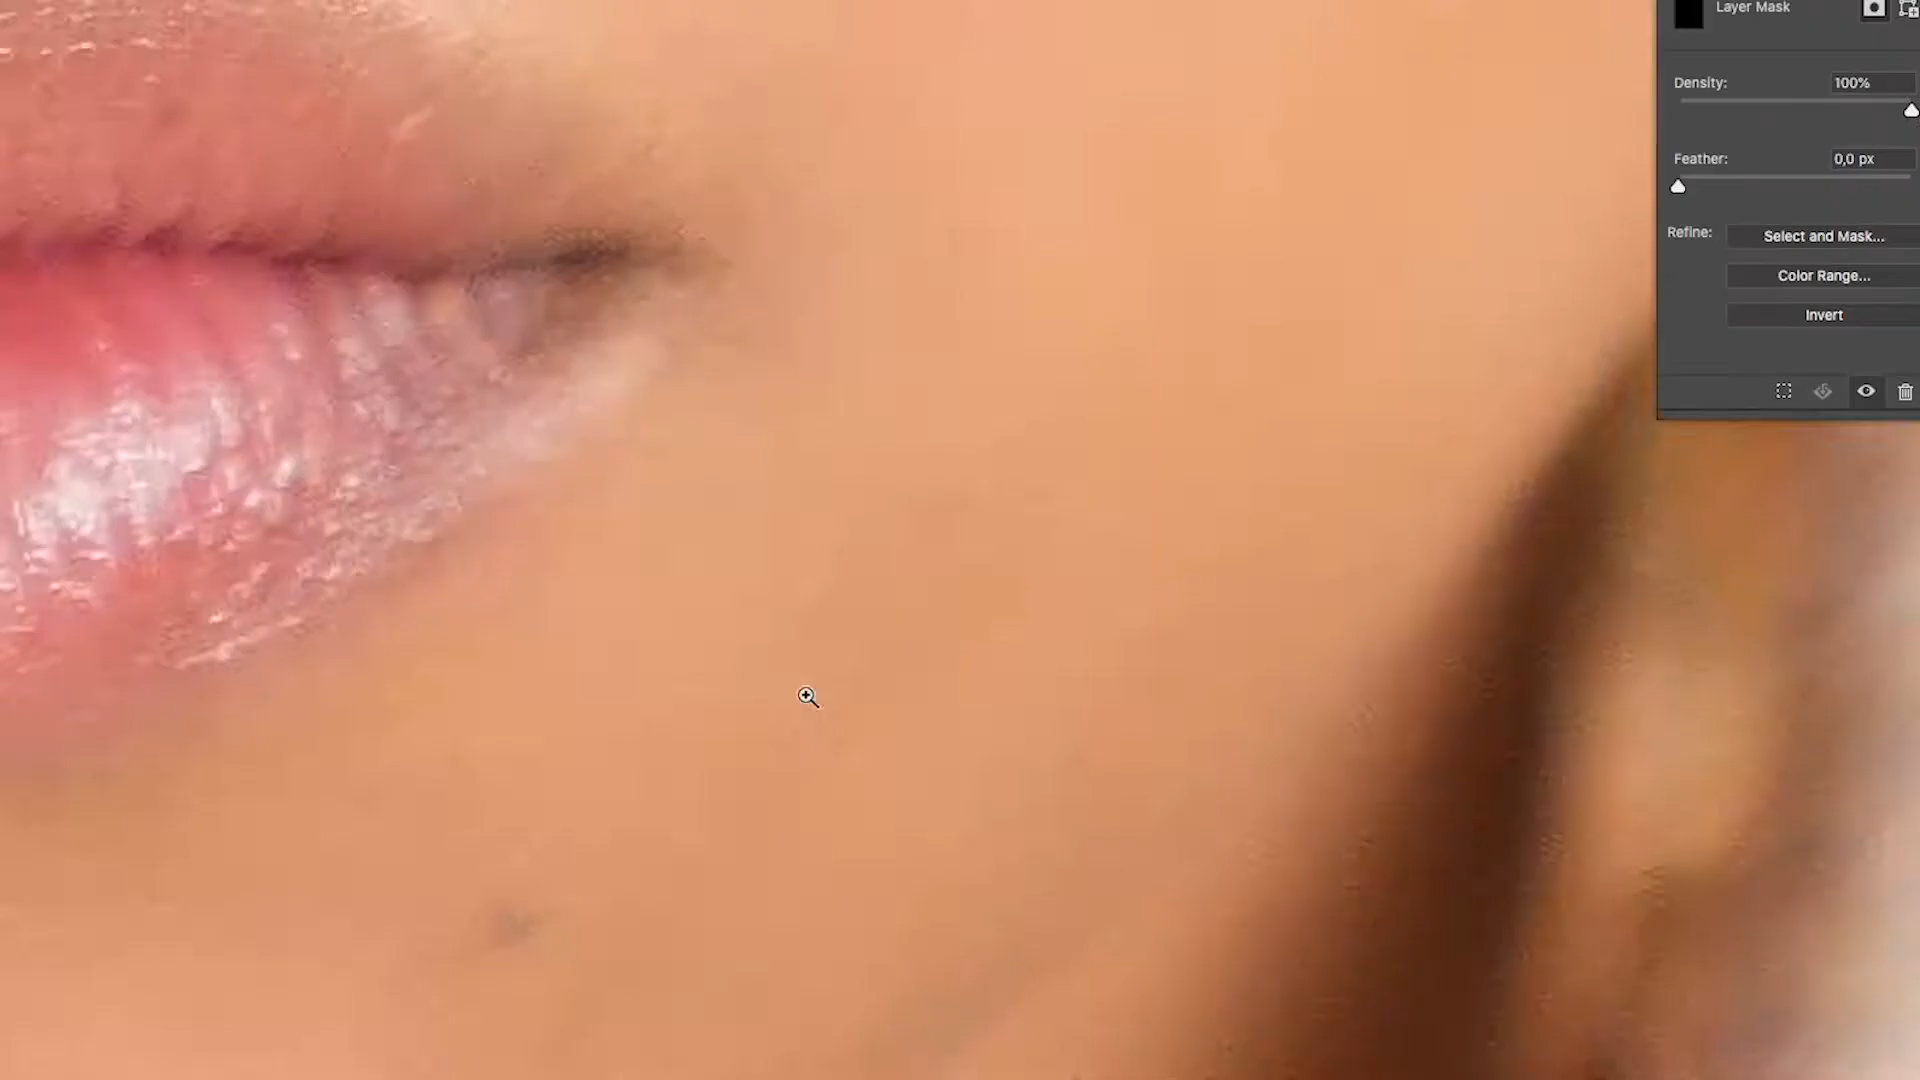 Layer Mask
Density: 100%
Feather: 0,0 px
Refine: Select and Mask...
Color Range...
Invert